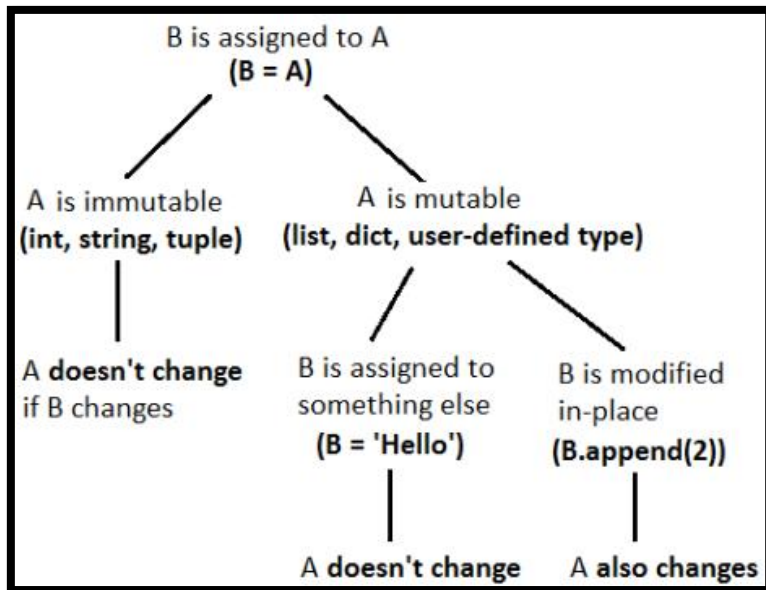 B is assigned to A
(B = A)
A is immutable
(int, string, tuple)
A is mutable
(list, dict, user-defined type)
A doesn't change
if B changes
B is assigned to
something else
(B = 'Hello')
B is modified
in-place
(B.append(2))
A doesn't change
A also changes